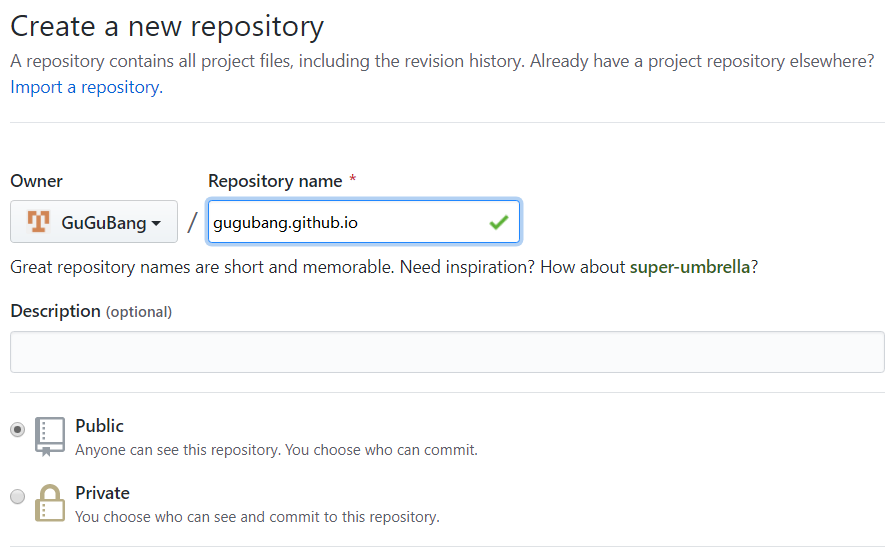 Create a new repository
A repository contains all project files, including the revision history. Already have a project repository elsewhere?
Import a repository.
Owner
Repository name *
GuGuBang
/
gugubang.github.io
Great repository names are short and memorable. Need inspiration? How about super-umbrella?
Description (optional)
Public
Anyone can see this repository. You choose who can commit.
Private
You choose who can see and commit to this repository.